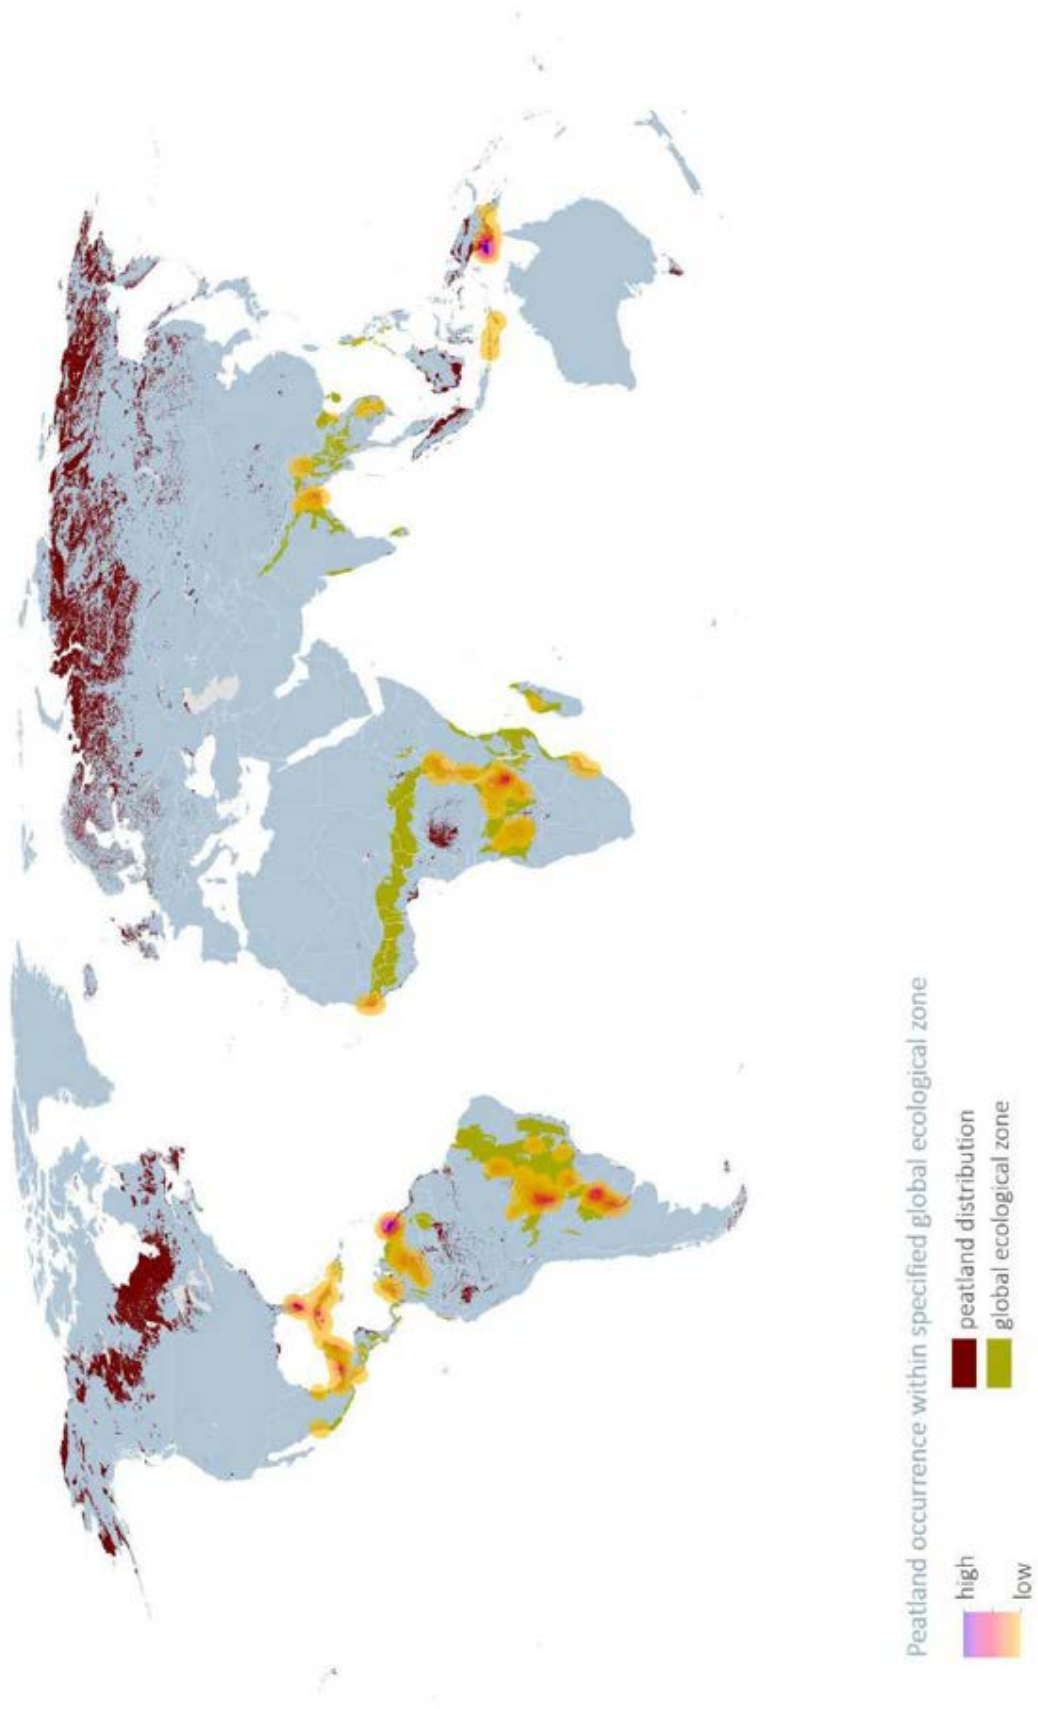 Peatland occurrence within specified global ecological zone
high
low
peatland distribution
global ecological zone